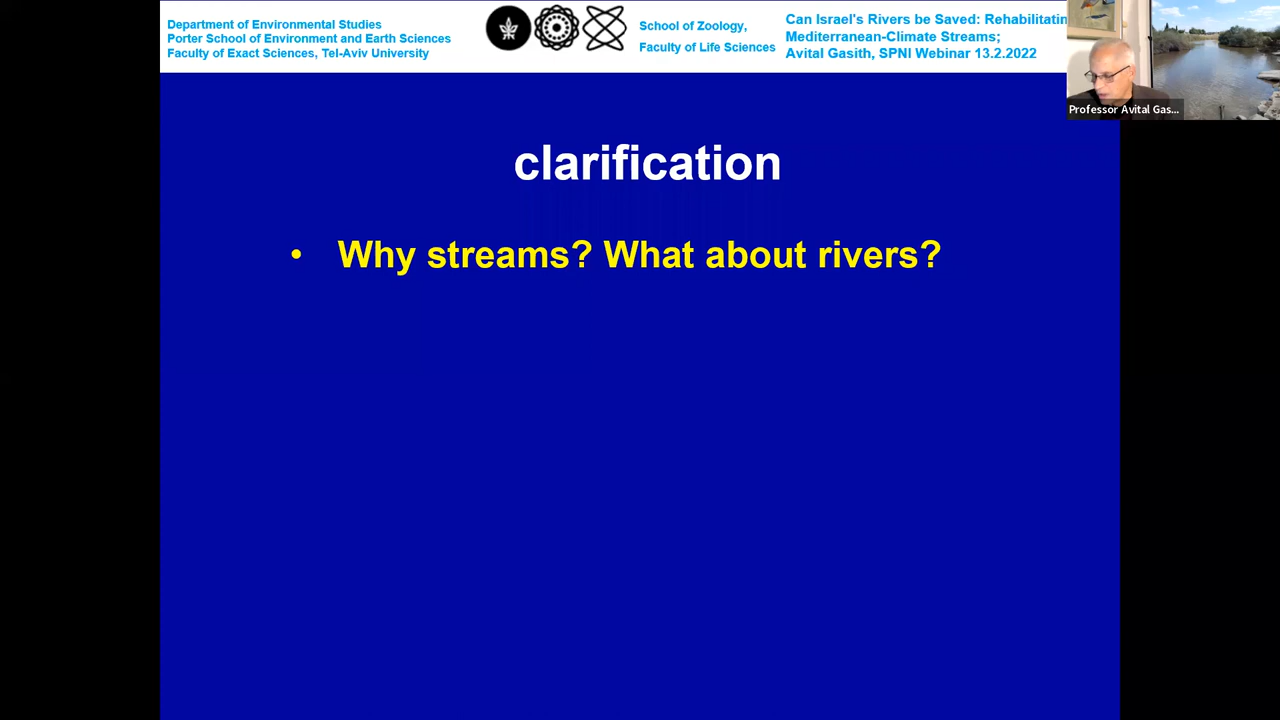 Department of Environmental Studies
Porter School of Environment and Earth Sciences
Faculty of Exact Sciences, Tel-Aviv University
School of Zoology,
Faculty of Life Sciences
Can Israel's Rivers be Saved: Rehabilitatin
Mediterranean-Climate Streams;
Avital Gasith, SPNI Webinar 13.2.2022
Professor Avital Gas...
clarification
• Why streams? What about rivers?